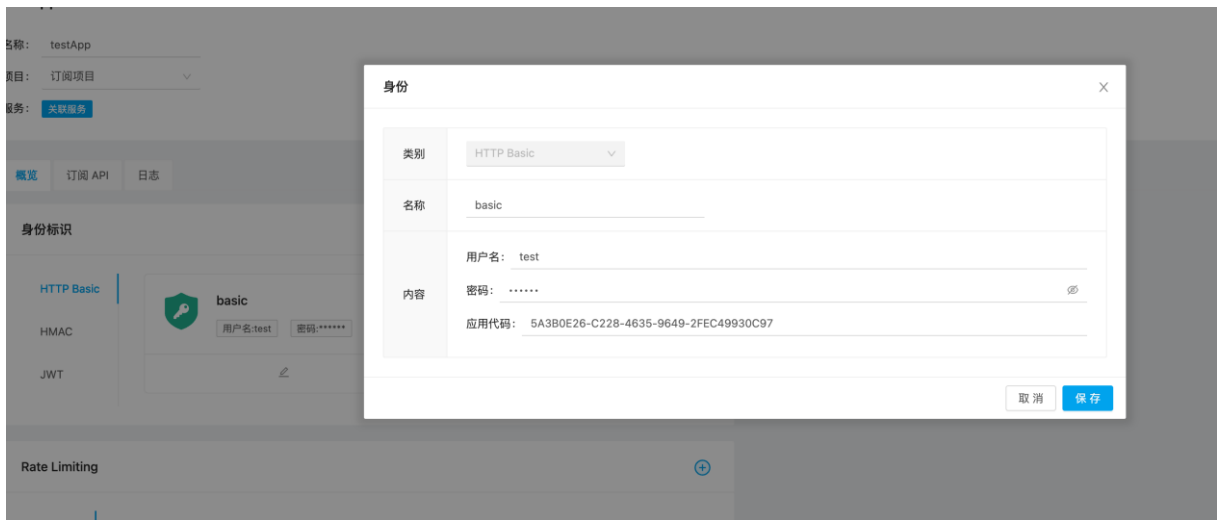 名称： testApp
项目： 订阅项目
服务： 关联服务
概览 订阅 API 日志
身份标识
HTTP Basic
HMAC
JWT
basic
用户名:test 密码:******
Rate Limiting
身份
类别 HTTP Basic
名称 basic
内容
用户名： test
密码： ······
应用代码： 5A3B0E26-C228-4635-9649-2FEC49930C97
取消 保存